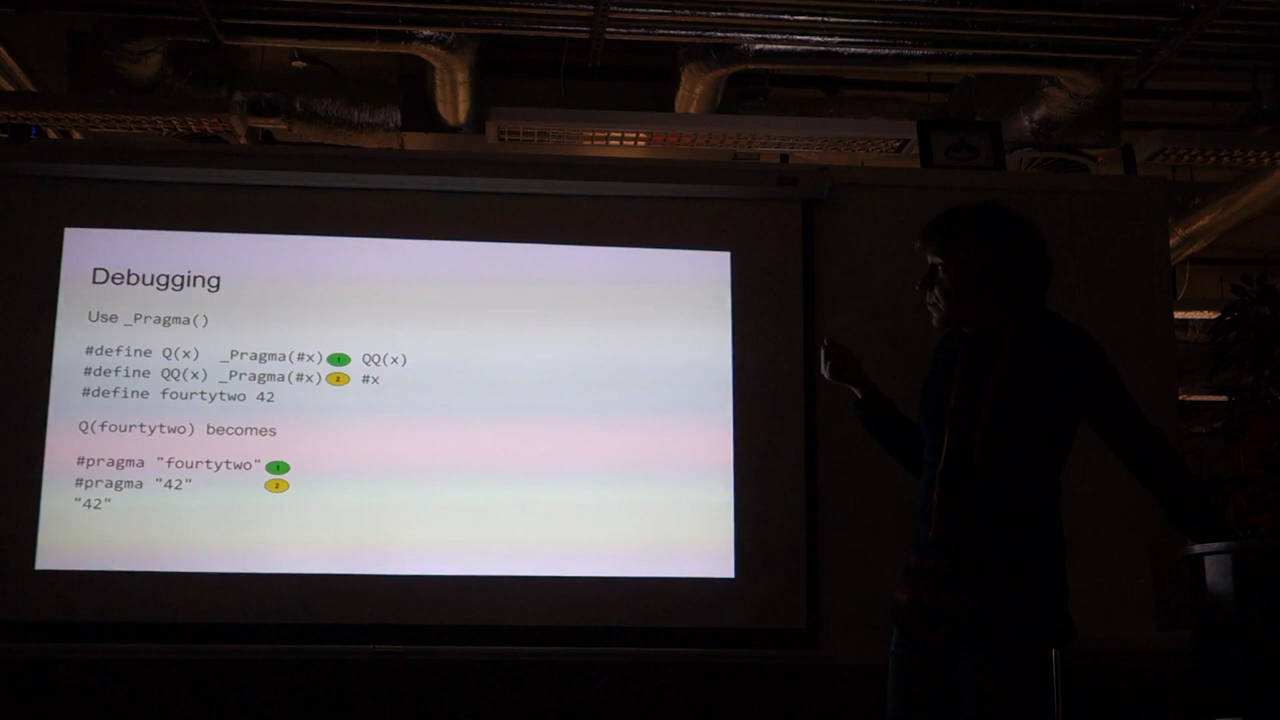 Debugging
Use _Pragma()
#define Q(x) _Pragma(#x) 1 QQ(x)
#define QQ(x) _Pragma(#x) 2 #x
#define fourtytwo 42
Q(fourtytwo) becomes
#pragma "fourtytwo" 1
#pragma "42" 2
"42"